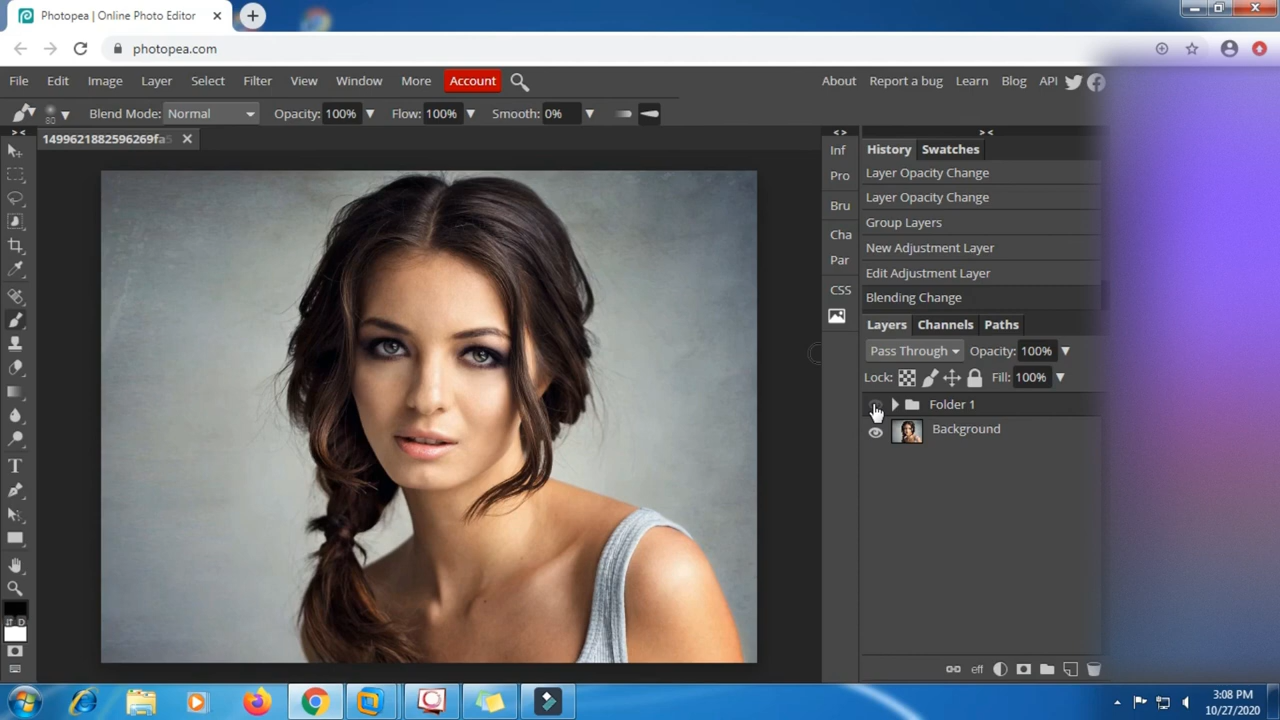 Photopea | Online Photo Editor
photopea.com
File Edit Image Layer Select Filter View Window More Account
About Report a bug Learn Blog API
80 Blend Mode: Normal Opacity: 100% Flow: 100% Smooth: 0%
1499621882596269fa5
Inf
Pro
Bru
Cha
Par
CSS
History Swatches
Layer Opacity Change
Layer Opacity Change
Group Layers
New Adjustment Layer
Edit Adjustment Layer
Blending Change
Layers Channels Paths
Pass Through Opacity: 100%
Lock: Fill: 100%
Folder 1
Background
eff
D
3:08 PM
10/27/2020